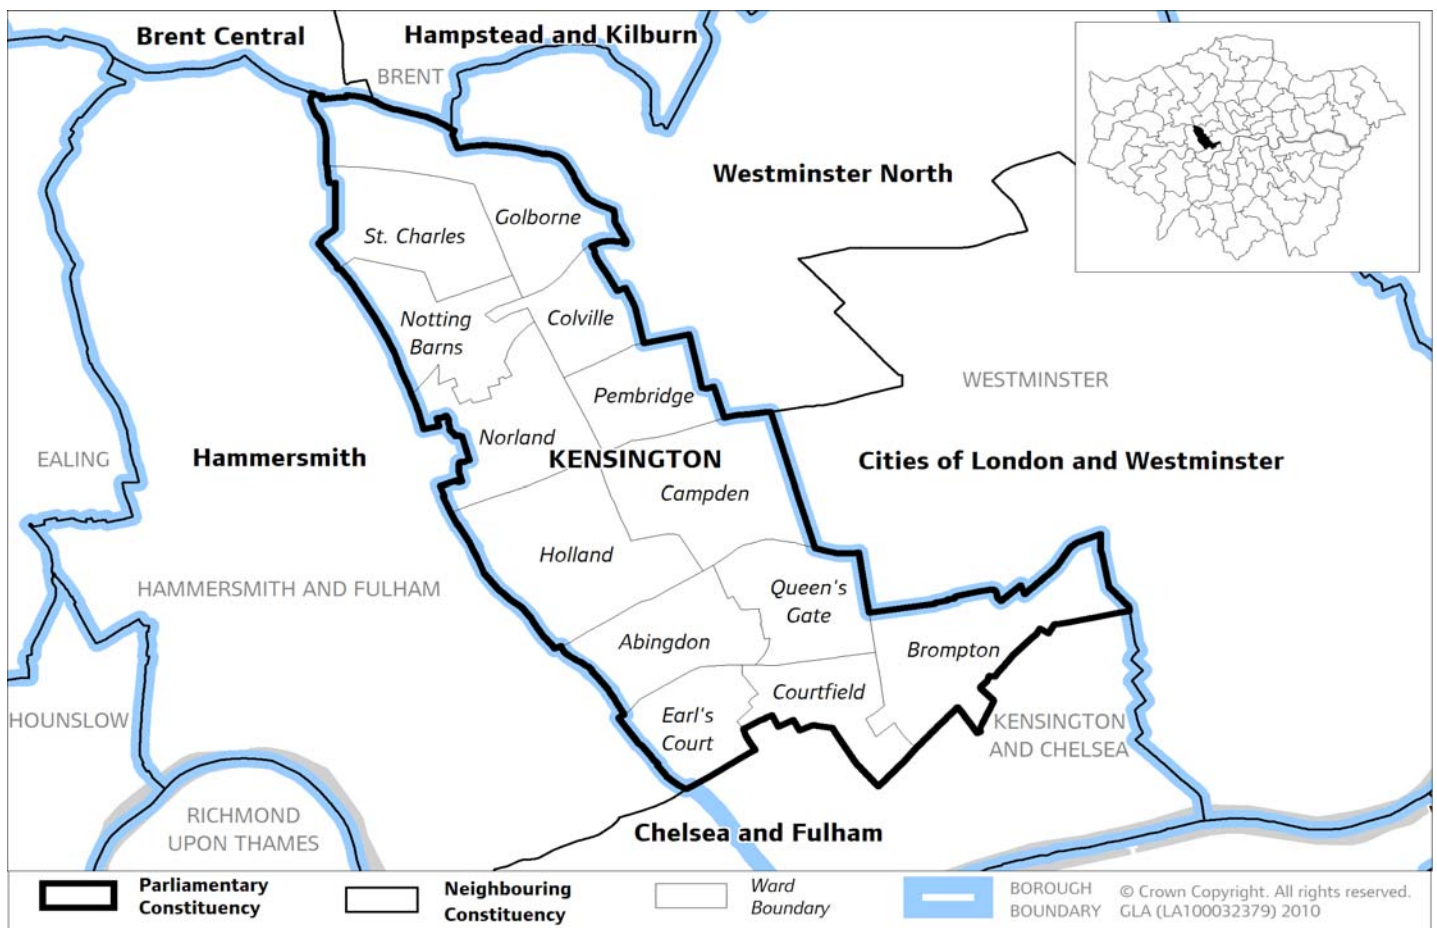 Brent Central
Hampstead and Kilburn
BRENT
Westminster North
Golborne
St. Charles
Notting
Barns
Colville
WESTMINSTER
Pembridge
Norland
EALING
Hammersmith
KENSINGTON
Cities of London and Westminster
Campden
Holland
HAMMERSMITH AND FULHAM
Queen's
Gate
Abingdon
Brompton
Courtfield
HOUNSLOW
Earl's
Court
KENSINGTON
AND CHELSEA
RICHMOND
UPON THAMES
Chelsea and Fulham
Parliamentary
Constituency
Neighbouring
Constituency
Ward
Boundary
BOROUGH
BOUNDARY
© Crown Copyright. All rights reserved.
GLA (LA100032379) 2010